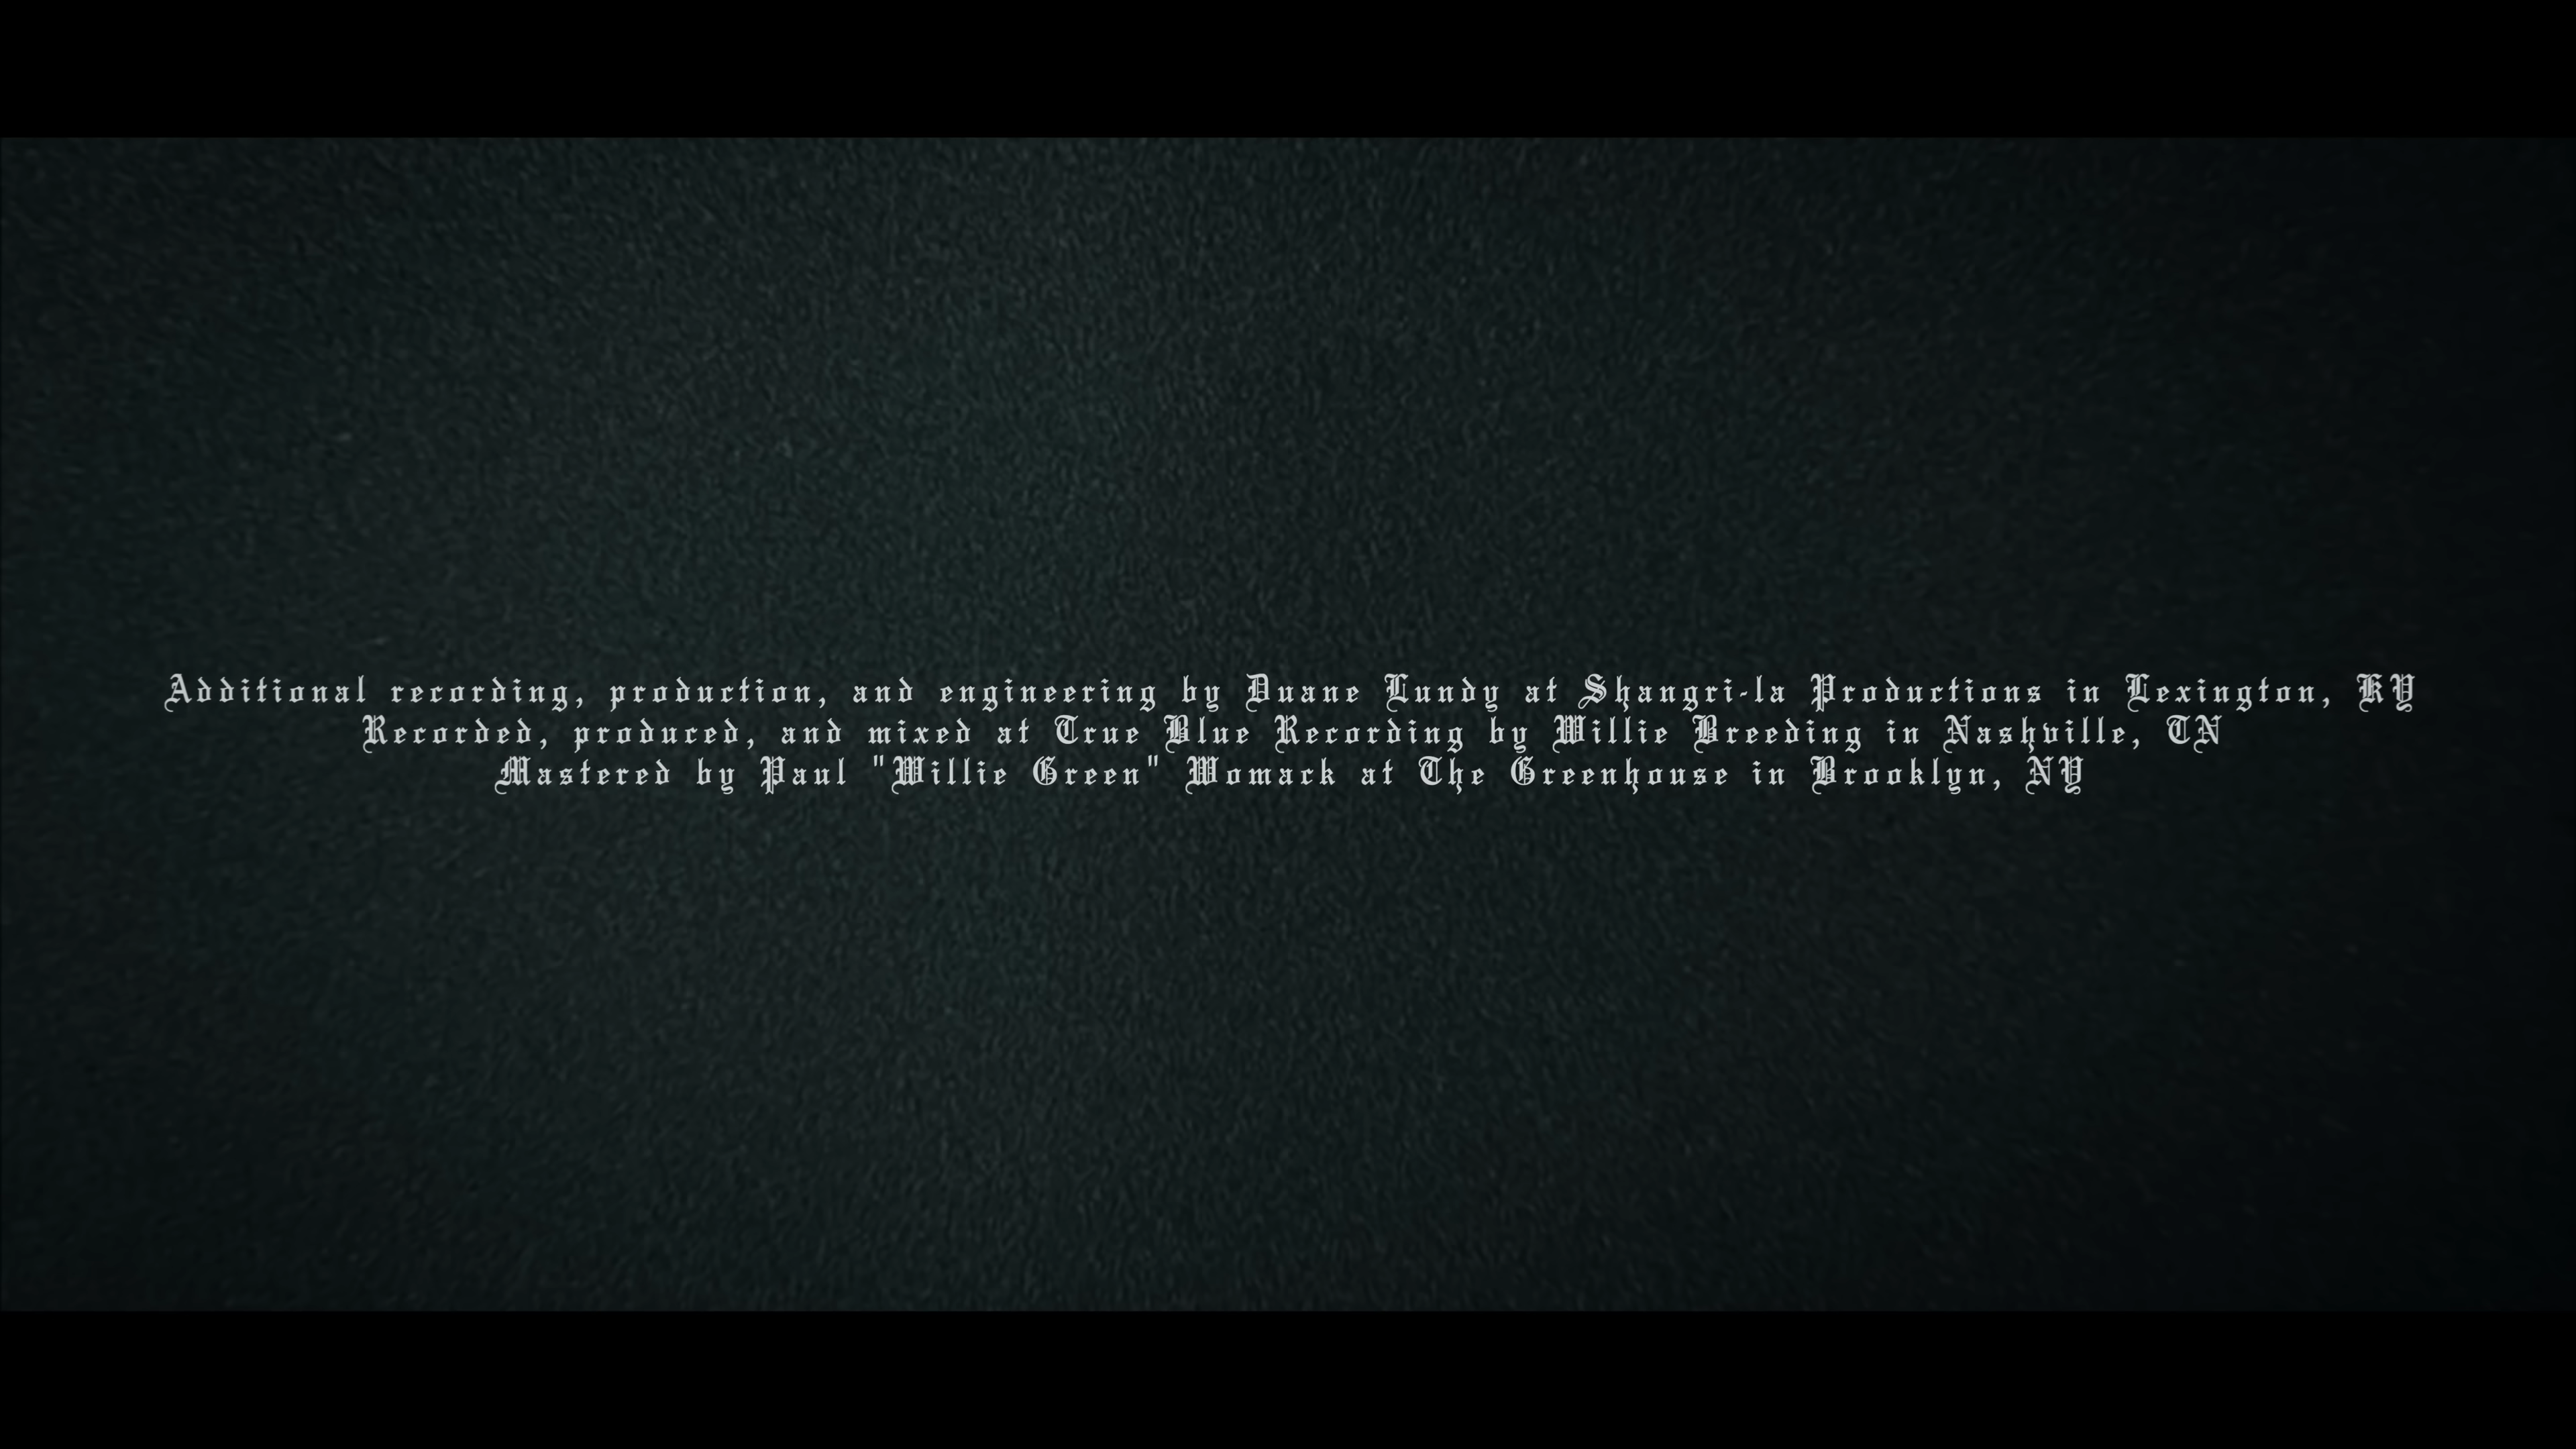 Additional recording, production, and engineering by Duane Lundy at Shangri-la Productions in Lexington, KY
Recorded, produced, and mixed at True Blue Recording by Willie Breeding in Nashville, TN
Mastered by Paul "Willie Green" Womack at The Greenhouse in Brooklyn, NY